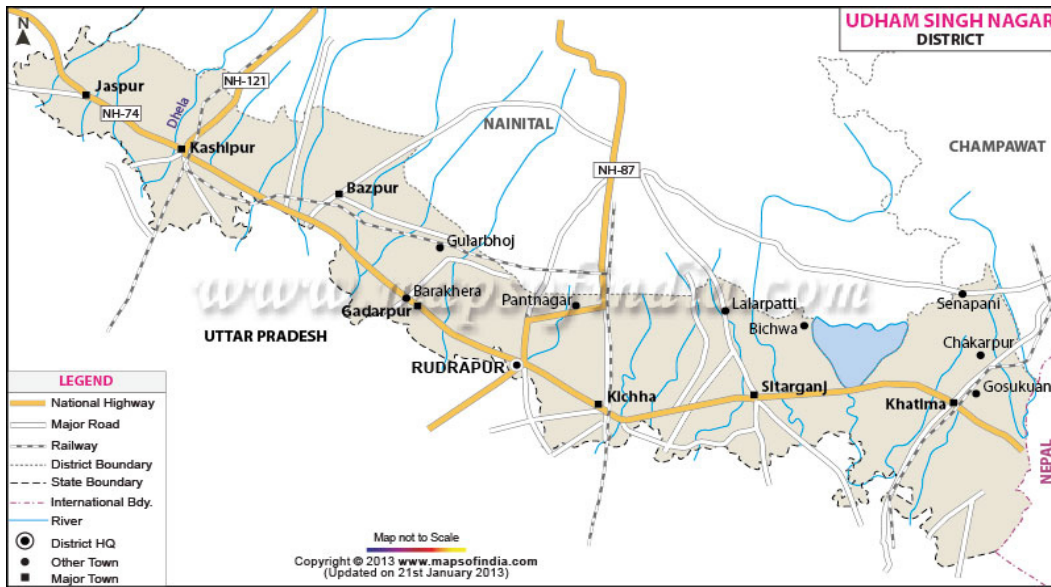 UDHAM SINGH NAGAR
DISTRICT
N
Jaspur
NH-74
Dhela
NH-121
Kashipur
NAINITAL
CHAMPAWAT
NH-87
Bazpur
Gularbhoj
www.mapsofindia.com
Barakhera
Gadarpur
Pantnagar
Lalarpatti
Bichwa
Senapani
Chakarpur
UTTAR PRADESH
RUDRAPUR
Kichha
Sitarganj
Khatima
Gosukuan
NEPAL
LEGEND
National Highway
Major Road
Railway
District Boundary
State Boundary
International Bdy.
River
District HQ
Other Town
Major Town
Map not to Scale
Copyright © 2013 www.mapsofindia.com
(Updated on 21st January 2013)